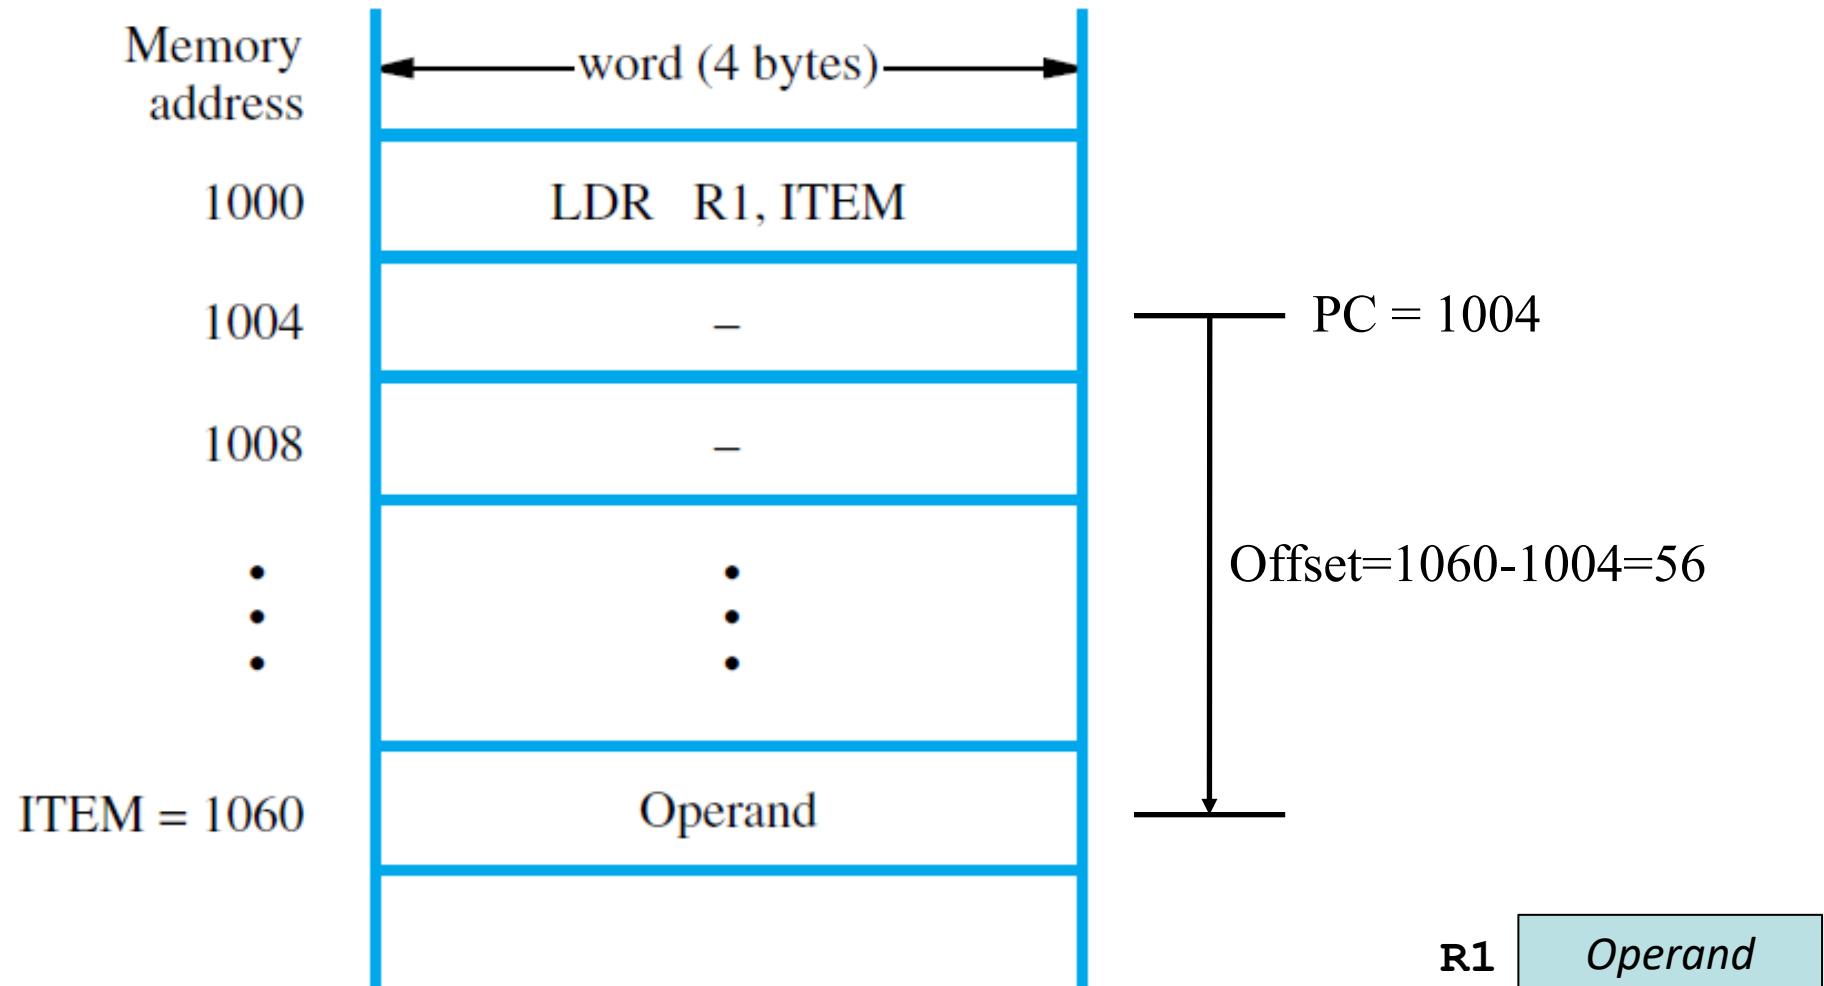 Memory
address
word (4 bytes)
1000
LDR R1, ITEM
1004
–
PC = 1004
1008
–
Offset=1060-1004=56
ITEM = 1060
Operand
R1
Operand